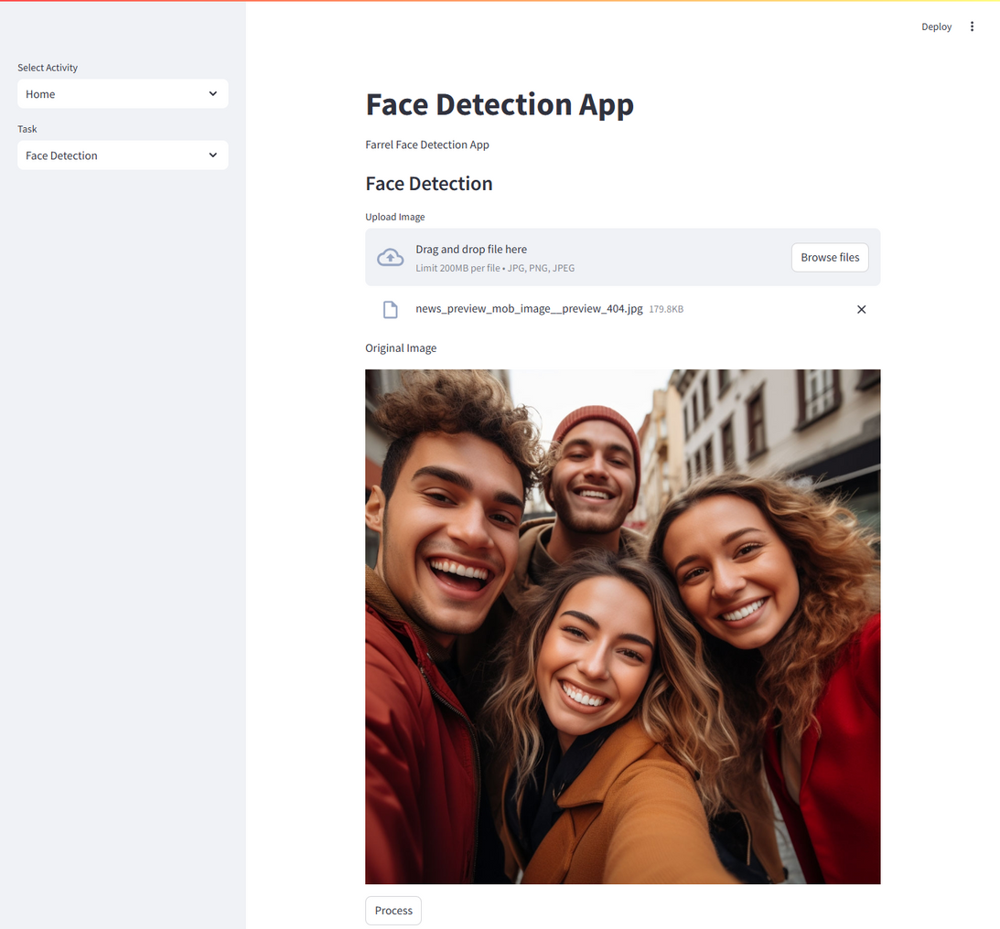 Deploy
Select Activity
Home
Task
Face Detection
Face Detection App
Farrel Face Detection App
Face Detection
Upload Image
Drag and drop file here
Limit 200MB per file • JPG, PNG, JPEG
Browse files
news_preview_mob_image__preview_404.jpg 179.8KB
Original Image
Process